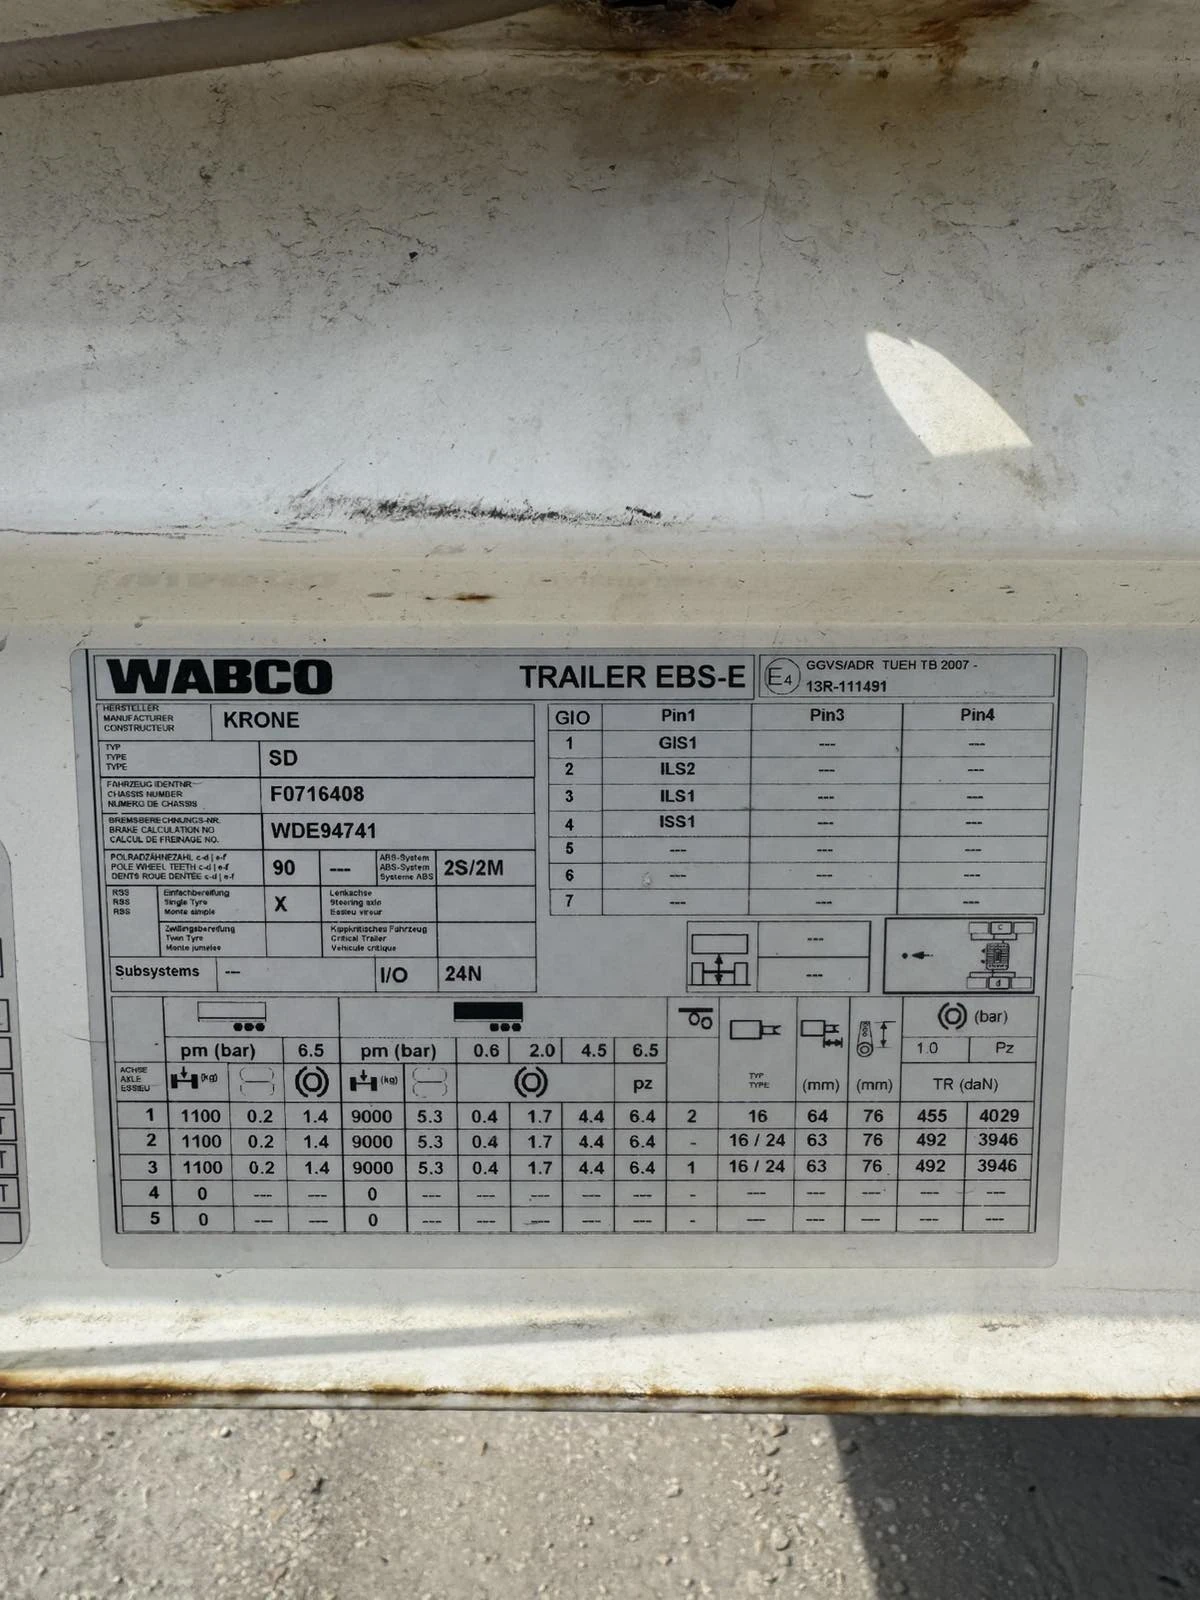 WABCO TRAILER EBS-E E4 GGVS/ADR TUEH TB 2007 -
13R-111491
HERSTELLER
MANUFACTURER
CONSTRUCTEUR
KRONE
TYP
TYPE
TYPE
SD
FAHRZEUG IDENTNR
CHASSIS NUMBER
NUMERO DE CHASSIS
F0716408
BREMSBERECHNUNGS-NR.
BRAKE CALCULATION NO
CALCUL DE FREINAGE NO.
WDE94741
POLRADZÄHNEZAHL c-d | e-f
POLE WHEEL TEETH c-d | e-f
DENTS ROUE DENTÉE c-d | e-f
90 ---
ABS-System
ABS-System
Systeme ABS
2S/2M
RSS
RSS
RSS
Einfachbereifung
Single Tyre
Monte simple
X
Lenkachse
Steering axle
Essieu vireur
Zwillingsbereifung
Twin Tyre
Monte jumelee
Kippkritisches Fahrzeug
Critical Trailer
Vehicule critique
Subsystems --- I/O 24N
GIO Pin1 Pin3 Pin4
1 GIS1 --- ---
2 ILS2 --- ---
3 ILS1 --- ---
4 ISS1 --- ---
5 --- --- ---
6 --- --- ---
7 --- --- ---
---
---
c
d
pm (bar) 6.5 pm (bar) 0.6 2.0 4.5 6.5
(bar)
1.0 Pz
ACHSE
AXLE
ESSIEU
(kg) (kg) pz
TYP
TYPE
(mm) (mm) TR (daN)
1 1100 0.2 1.4 9000 5.3 0.4 1.7 4.4 6.4 2 16 64 76 455 4029
2 1100 0.2 1.4 9000 5.3 0.4 1.7 4.4 6.4 - 16 / 24 63 76 492 3946
3 1100 0.2 1.4 9000 5.3 0.4 1.7 4.4 6.4 1 16 / 24 63 76 492 3946
4 0 --- --- 0 --- --- --- --- --- - --- --- --- --- ---
5 0 --- --- 0 --- --- --- --- --- - --- --- --- --- ---
T
T
T